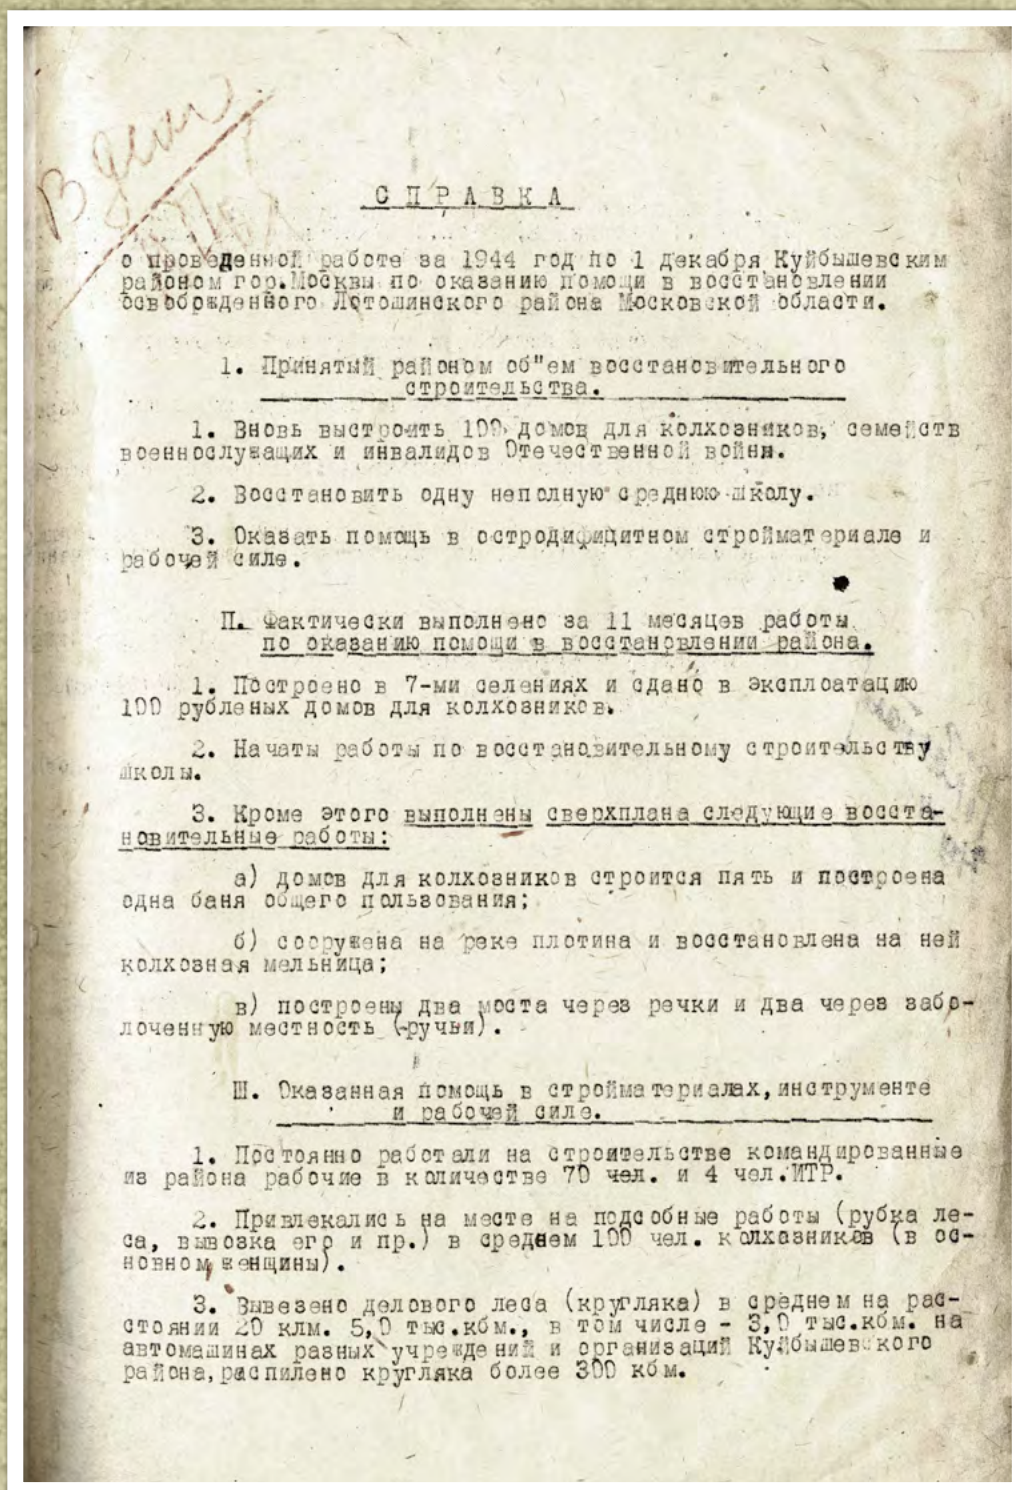 В дело
СПРАВКА
о проведенной работе за 1944 год по 1 декабря Куйбышевским
районом гор.Москвы по оказанию помощи в восстановлении
освобожденного Лотошинского района Московской области.
1. Принятый районом об"ем восстановительного
строительства.
1. Вновь выстроить 100 домов для колхозников, семейств
военнослужащих и инвалидов Отечественной войны.
2. Восстановить одну неполную среднюю школу.
3. Оказать помощь в остродифицитном стройматериале и
рабочей силе.
П. Фактически выполнено за 11 месяцев работы
по оказанию помощи в восстановлении района.
1. Построено в 7-ми селениях и сдано в эксплоатацию
100 рубленых домов для колхозников.
2. Начаты работы по восстановительному строительству
школы.
3. Кроме этого выполнены сверхплана следующие восста-
новительные работы:
а) домов для колхозников строится пять и построена
одна баня общего пользования;
б) сооружена на реке плотина и восстановлена на ней
колхозная мельница;
в) построены два моста через речки и два через забо-
лоченную местность (ручьи).
Ш. Оказанная помощь в стройматериалах, инструменте
и рабочей силе.
1. Постоянно работали на строительстве командированные
из района рабочие в количестве 70 чел. и 4 чел.ИТР.
2. Привлекались на месте на подсобные работы (рубка ле-
са, вывозка его и пр.) в среднем 100 чел. колхозников (в ос-
новном женщины).
3. Вывезено делового леса (кругляка) в среднем на рас-
стоянии 20 клм. 5,0 тыс.кбм., в том числе - 3,0 тыс.кбм. на
автомашинах разных учреждений и организаций Куйбышевского
района, распилено кругляка более 300 кбм.